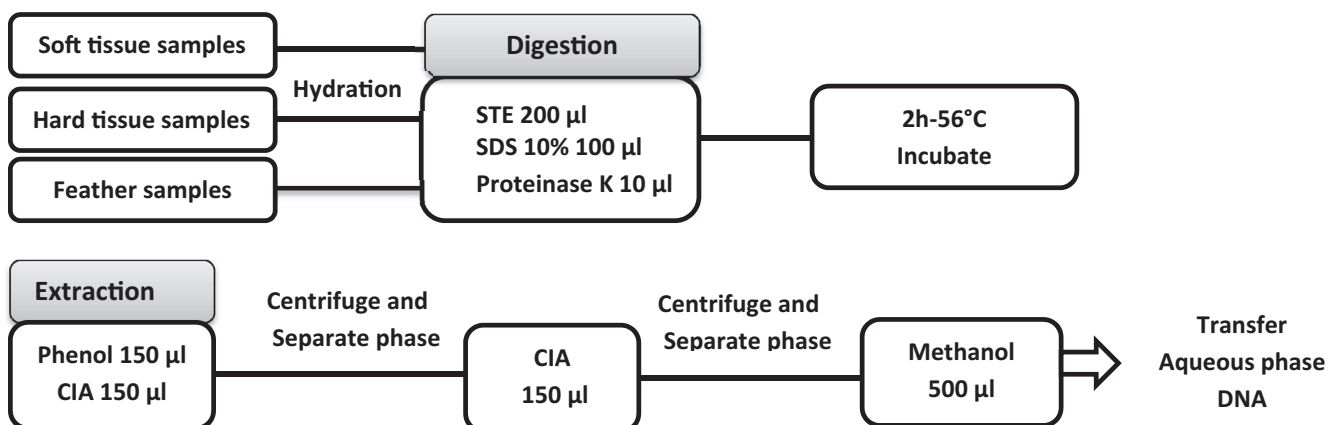 Soft tissue samples
Hydration
Hard tissue samples
Feather samples
Digestion
STE 200 µl
SDS 10% 100 µl
Proteinase K 10 µl
2h-56°C
Incubate
Extraction
Phenol 150 µl
CIA 150 µl
Centrifuge and
Separate phase
CIA
150 µl
Centrifuge and
Separate phase
Methanol
500 µl
Transfer
Aqueous phase
DNA